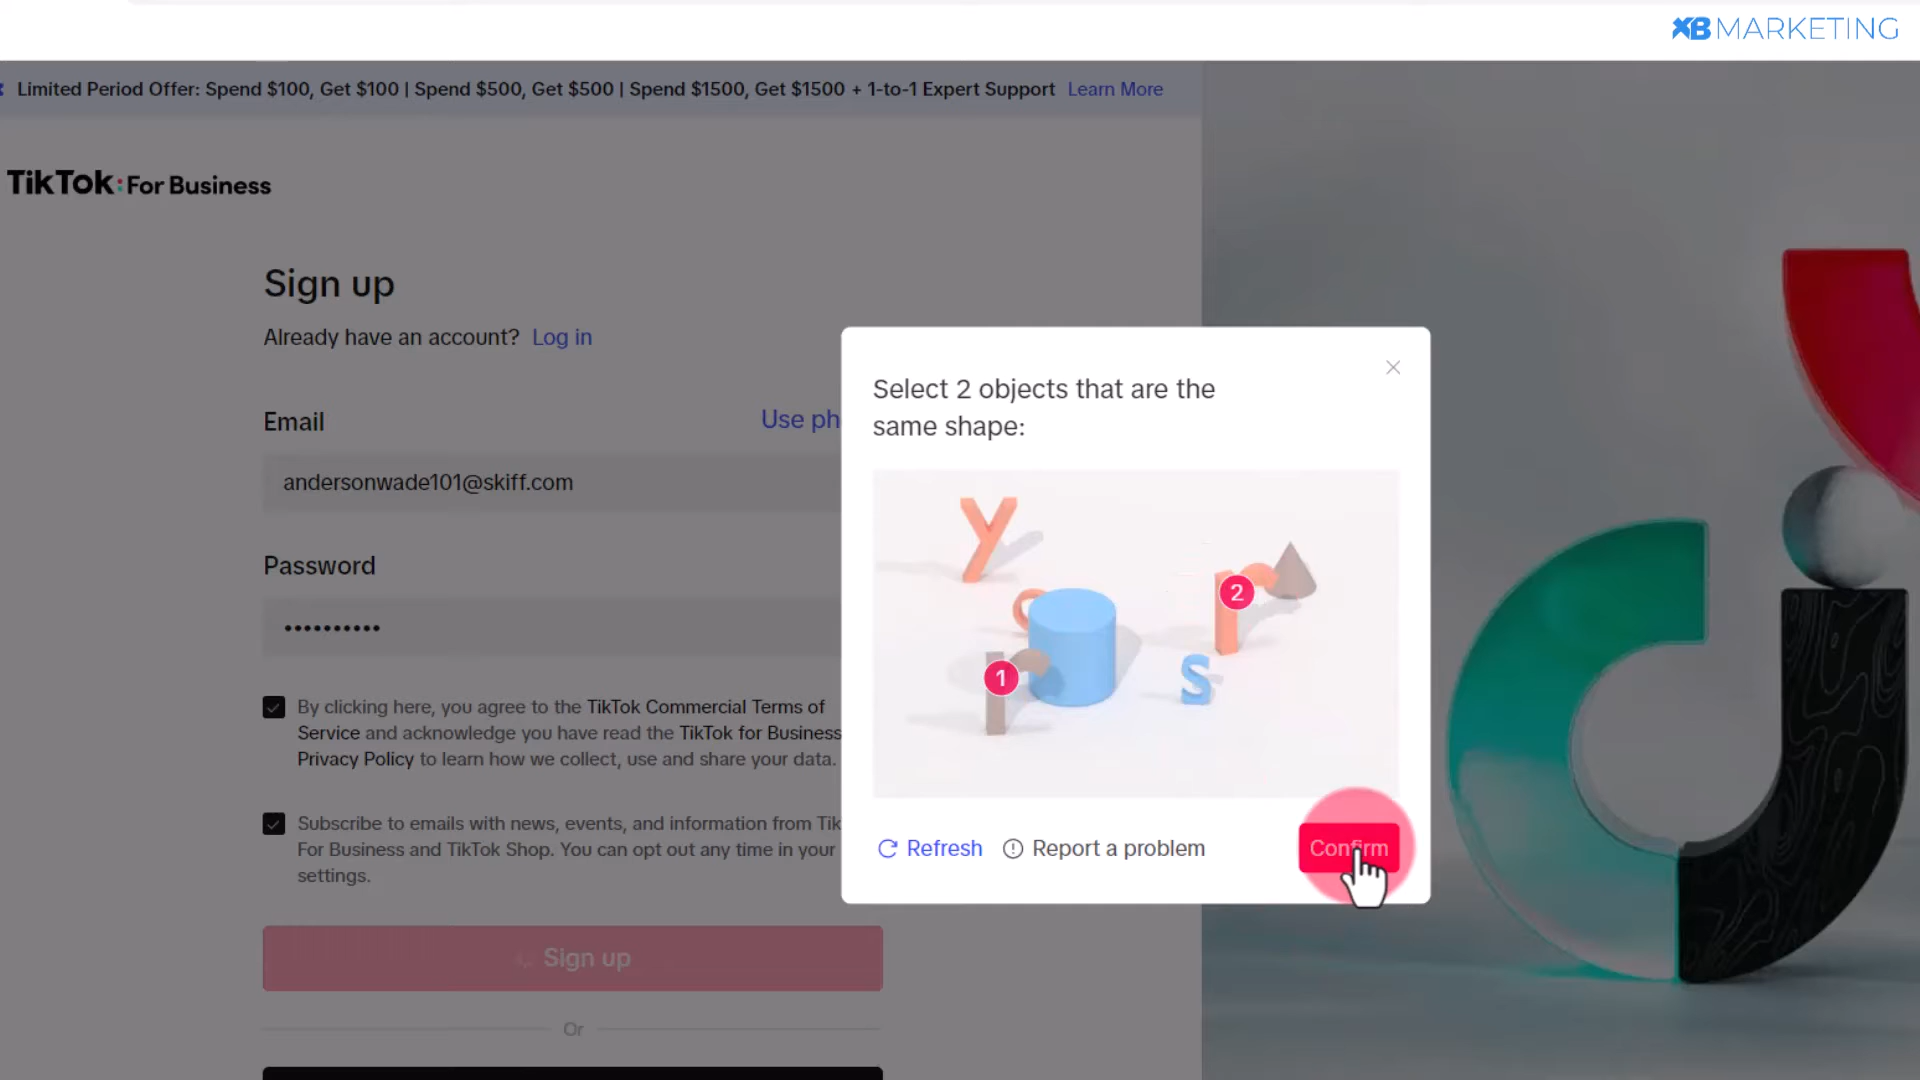 XB MARKETING
Limited Period Offer: Spend $100, Get $100 | Spend $500, Get $500 | Spend $1500, Get $1500 + 1-to-1 Expert Support Learn More
TikTok: For Business
Sign up
Already have an account? Log in
Email
Use ph
andersonwade101@skiff.com
Password
By clicking here, you agree to the TikTok Commercial Terms of
Service and acknowledge you have read the TikTok for Business
Privacy Policy to learn how we collect, use and share your data.
Subscribe to emails with news, events, and information from Tik
For Business and TikTok Shop. You can opt out any time in your
settings.
Sign up
Or
Select 2 objects that are the
same shape:
y
2
r
1
r
s
Refresh
Report a problem
Confirm